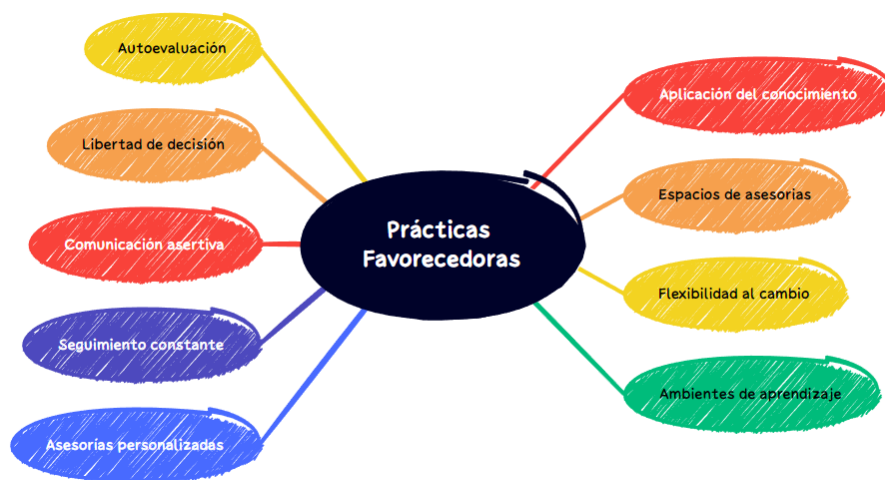 Autoevaluación
Libertad de decisión
Comunicación asertiva
Seguimiento constante
Asesorías personalizadas
Prácticas
Favorecedoras
Aplicación del conocimiento
Espacios de asesorias
Flexibilidad al cambio
Ambientes de aprendizaje